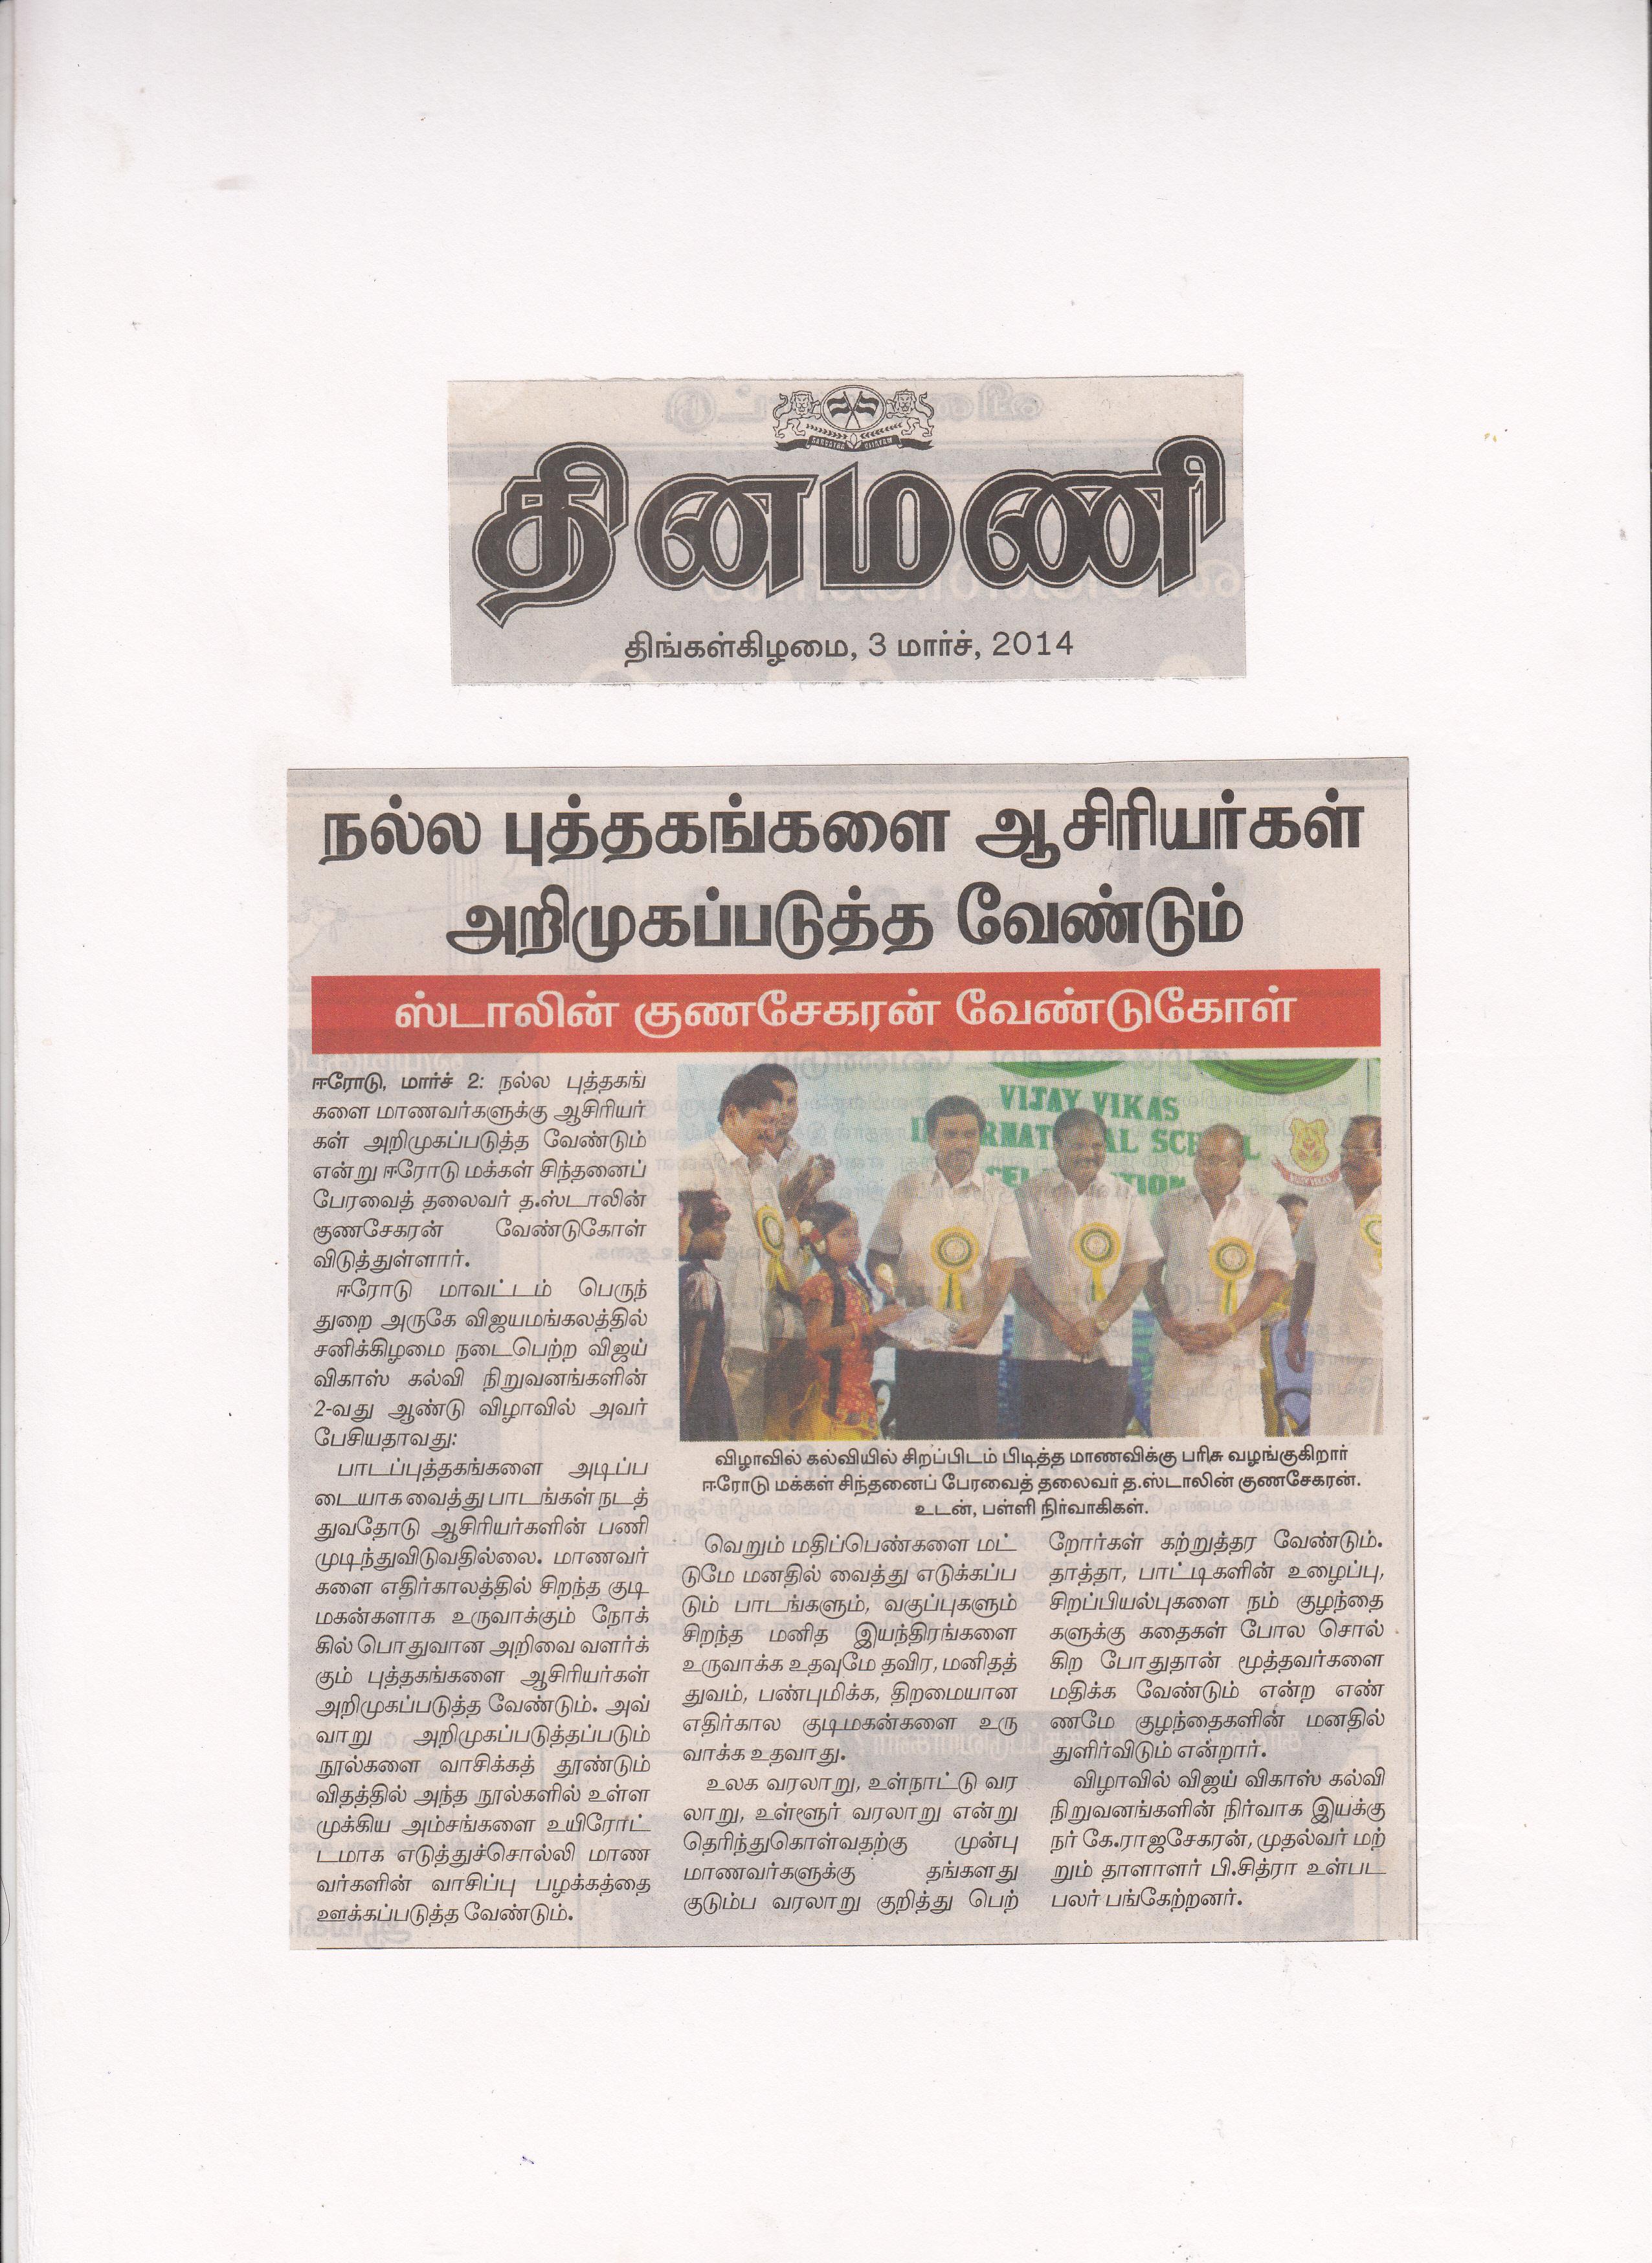 SARVATRA VIJAYAM
தினமணி
திங்கள்கிழமை, 3 மார்ச், 2014
நல்ல புத்தகங்களை ஆசிரியர்கள்
அறிமுகப்படுத்த வேண்டும்
ஸ்டாலின் குணசேகரன் வேண்டுகோள்
ஈரோடு, மார்ச் 2: நல்ல புத்தகங்
களை மாணவர்களுக்கு ஆசிரியர்
கள் அறிமுகப்படுத்த வேண்டும்
என்று ஈரோடு மக்கள் சிந்தனைப்
பேரவைத் தலைவர் த.ஸ்டாலின்
குணசேகரன் வேண்டுகோள்
விடுத்துள்ளார்.
ஈரோடு மாவட்டம் பெருந்
துறை அருகே விஜயமங்கலத்தில்
சனிக்கிழமை நடைபெற்ற விஜய்
விகாஸ் கல்வி நிறுவனங்களின்
2-வது ஆண்டு விழாவில் அவர்
பேசியதாவது:
பாடப்புத்தகங்களை அடிப்ப
டையாக வைத்து பாடங்கள் நடத்
துவதோடு ஆசிரியர்களின் பணி
முடிந்துவிடுவதில்லை. மாணவர்
களை எதிர்காலத்தில் சிறந்த குடி
மகன்களாக உருவாக்கும் நோக்
கில் பொதுவான அறிவை வளர்க்
கும் புத்தகங்களை ஆசிரியர்கள்
அறிமுகப்படுத்த வேண்டும். அவ்
வாறு அறிமுகப்படுத்தப்படும்
நூல்களை வாசிக்கத் தூண்டும்
விதத்தில் அந்த நூல்களில் உள்ள
முக்கிய அம்சங்களை உயிரோட்
டமாக எடுத்துச்சொல்லி மாண
வர்களின் வாசிப்பு பழக்கத்தை
ஊக்கப்படுத்த வேண்டும்.
VIJAY VIKAS
INTERNATIONAL SCHOOL
VIJAY VIKAS
விழாவில் கல்வியில் சிறப்பிடம் பிடித்த மாணவிக்கு பரிசு வழங்குகிறார்
ஈரோடு மக்கள் சிந்தனைப் பேரவைத் தலைவர் த.ஸ்டாலின் குணசேகரன்.
உடன், பள்ளி நிர்வாகிகள்.
வெறும் மதிப்பெண்களை மட்
டுமே மனதில் வைத்து எடுக்கப்ப
டும் பாடங்களும், வகுப்புகளும்
சிறந்த மனித இயந்திரங்களை
உருவாக்க உதவுமே தவிர, மனிதத்
துவம், பண்புமிக்க, திறமையான
எதிர்கால குடிமகன்களை உரு
வாக்க உதவாது.
உலக வரலாறு, உள்நாட்டு வர
லாறு, உள்ளூர் வரலாறு என்று
தெரிந்துகொள்வதற்கு முன்பு
மாணவர்களுக்கு தங்களது
குடும்ப வரலாறு குறித்து பெற்
றோர்கள் கற்றுத்தர வேண்டும்.
தாத்தா, பாட்டிகளின் உழைப்பு,
சிறப்பியல்புகளை நம் குழந்தை
களுக்கு கதைகள் போல சொல்
கிற போதுதான் மூத்தவர்களை
மதிக்க வேண்டும் என்ற எண்
ணமே குழந்தைகளின் மனதில்
துளிர்விடும் என்றார்.
விழாவில் விஜய் விகாஸ் கல்வி
நிறுவனங்களின் நிர்வாக இயக்கு
நர் கே.ராஜசேகரன், முதல்வர் மற்
றும் தாளாளர் பி.சித்ரா உள்பட
பலர் பங்கேற்றனர்.